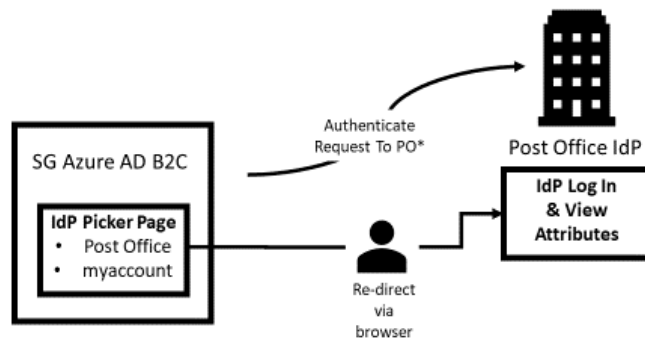 SG Azure AD B2C
IdP Picker Page
• Post Office
• myaccount
Authenticate
Request To PO*
Re-direct
via
browser
Post Office IdP
IdP Log In
& View
Attributes